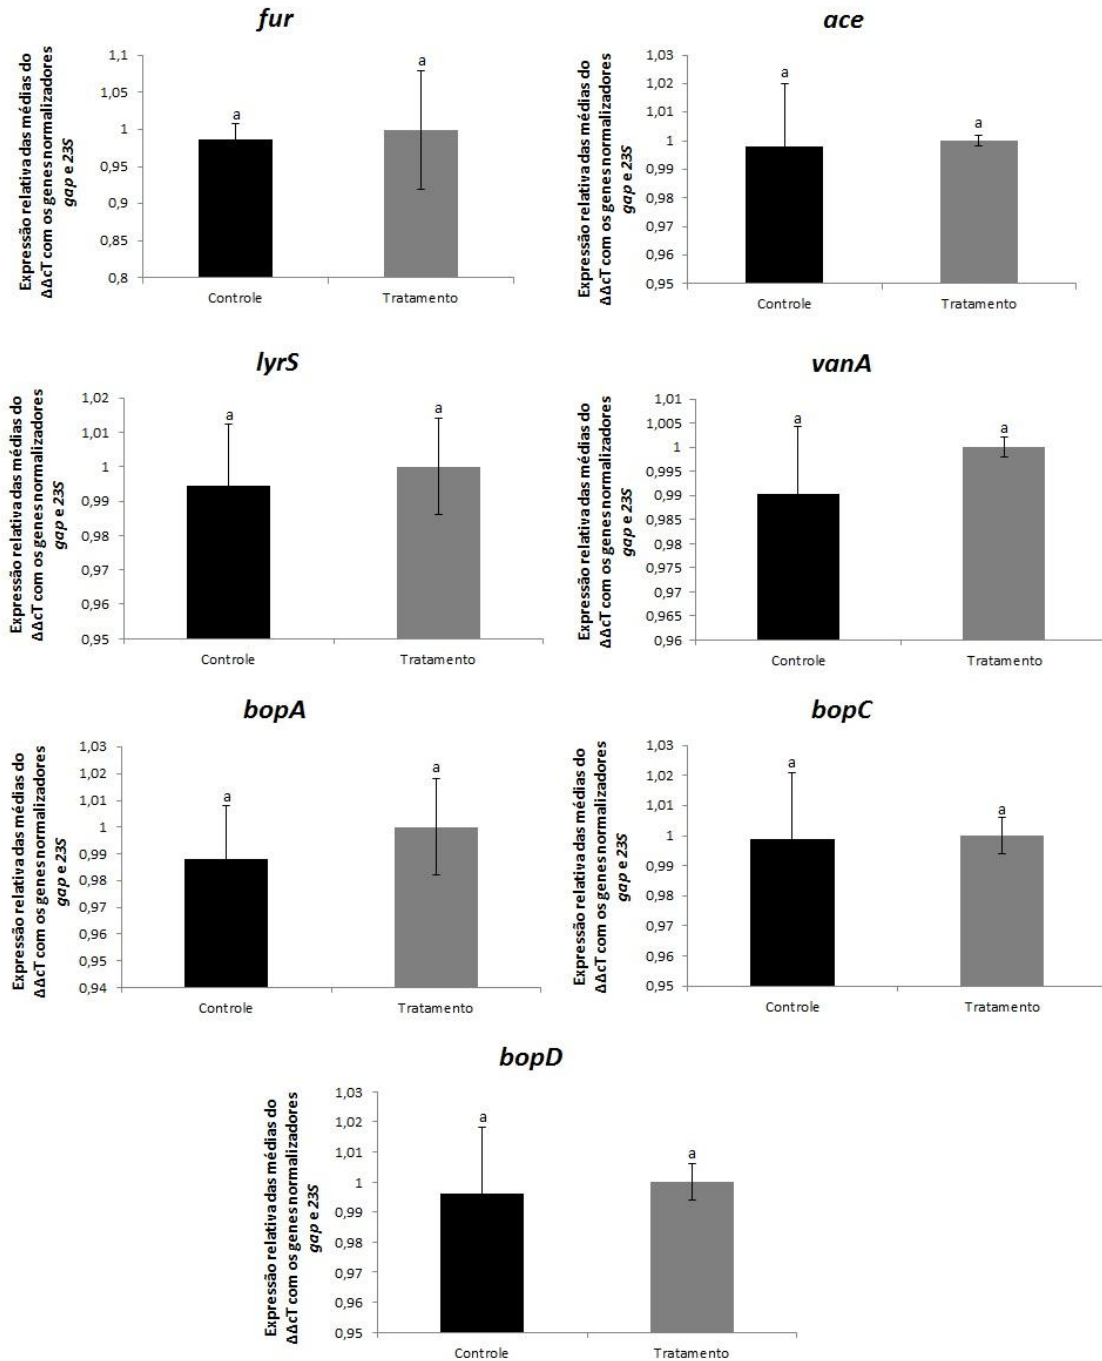 fur
Expressão relativa das médias do
ΔΔcT com os genes normalizadores
gap e 23S
1,1
1,05
1
0,95
0,9
0,85
0,8
a
a
Controle
Tratamento
ace
Expressão relativa das médias do
ΔΔcT com os genes normalizadores
gap e 23S
1,03
1,02
1,01
1
0,99
0,98
0,97
0,96
0,95
a
a
Controle
Tratamento
lyrS
Expressão relativa das médias do
ΔΔcT com os genes normalizadores
gap e 23S
1,02
1,01
1
0,99
0,98
0,97
0,96
0,95
a
a
Controle
Tratamento
vanA
Expressão relativa das médias do
ΔΔcT com os genes normalizadores
gap e 23S
1,01
1,005
1
0,995
0,99
0,985
0,98
0,975
0,97
0,965
0,96
a
a
Controle
Tratamento
bopA
Expressão relativa das médias do
ΔΔcT com os genes normalizadores
gap e 23S
1,03
1,02
1,01
1
0,99
0,98
0,97
0,96
0,95
0,94
a
a
Controle
Tratamento
bopC
Expressão relativa das médias do
ΔΔcT com os genes normalizadores
gap e 23S
1,03
1,02
1,01
1
0,99
0,98
0,97
0,96
0,95
a
a
Controle
Tratamento
bopD
Expressão relativa das médias do
ΔΔcT com os genes normalizadores
gap e 23S
1,03
1,02
1,01
1
0,99
0,98
0,97
0,96
0,95
a
a
Controle
Tratamento